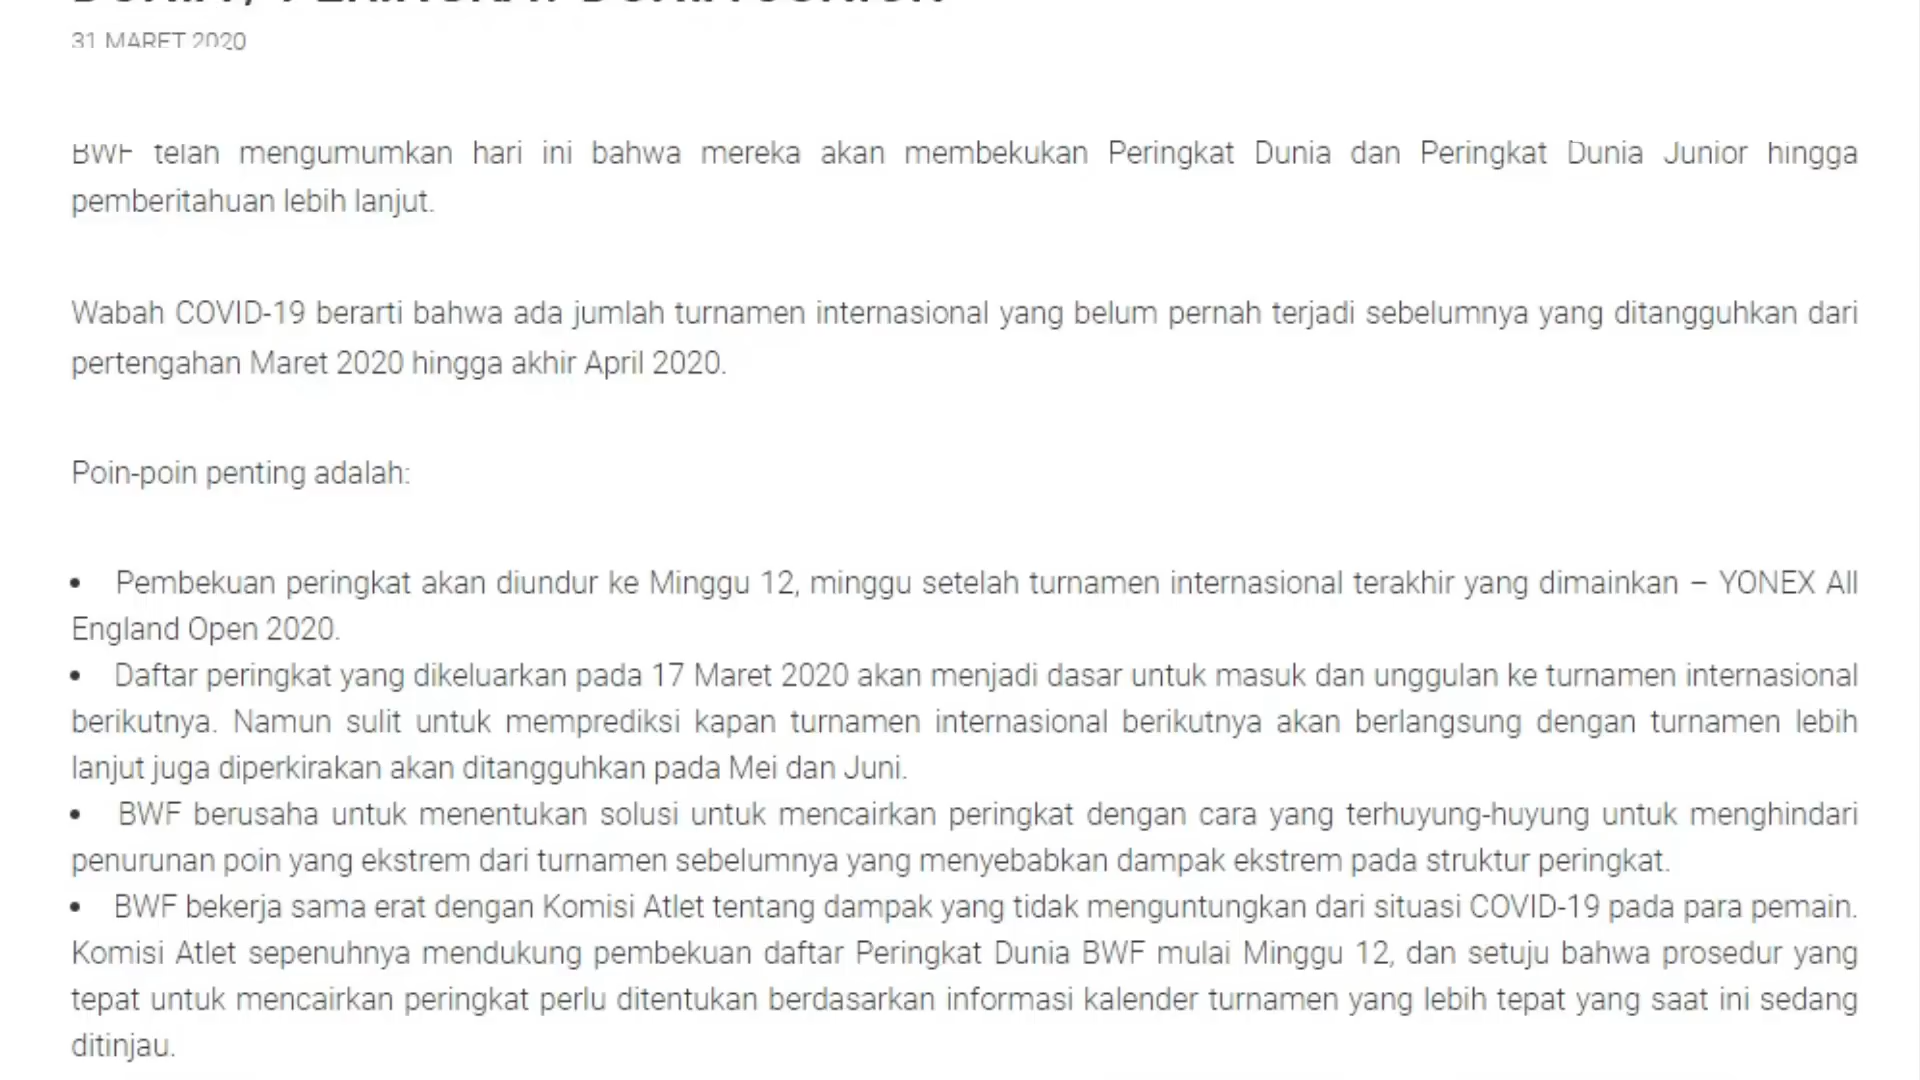 31 MARET 2020
BWF telah mengumumkan hari ini bahwa mereka akan membekukan Peringkat Dunia dan Peringkat Dunia Junior hingga
pemberitahuan lebih lanjut.
Wabah COVID-19 berarti bahwa ada jumlah turnamen internasional yang belum pernah terjadi sebelumnya yang ditangguhkan dari
pertengahan Maret 2020 hingga akhir April 2020.
Poin-poin penting adalah:
• Pembekuan peringkat akan diundur ke Minggu 12, minggu setelah turnamen internasional terakhir yang dimainkan – YONEX All
England Open 2020.
• Daftar peringkat yang dikeluarkan pada 17 Maret 2020 akan menjadi dasar untuk masuk dan unggulan ke turnamen internasional
berikutnya. Namun sulit untuk memprediksi kapan turnamen internasional berikutnya akan berlangsung dengan turnamen lebih
lanjut juga diperkirakan akan ditangguhkan pada Mei dan Juni.
• BWF berusaha untuk menentukan solusi untuk mencairkan peringkat dengan cara yang terhuyung-huyung untuk menghindari
penurunan poin yang ekstrem dari turnamen sebelumnya yang menyebabkan dampak ekstrem pada struktur peringkat.
• BWF bekerja sama erat dengan Komisi Atlet tentang dampak yang tidak menguntungkan dari situasi COVID-19 pada para pemain.
Komisi Atlet sepenuhnya mendukung pembekuan daftar Peringkat Dunia BWF mulai Minggu 12, dan setuju bahwa prosedur yang
tepat untuk mencairkan peringkat perlu ditentukan berdasarkan informasi kalender turnamen yang lebih tepat yang saat ini sedang
ditinjau.